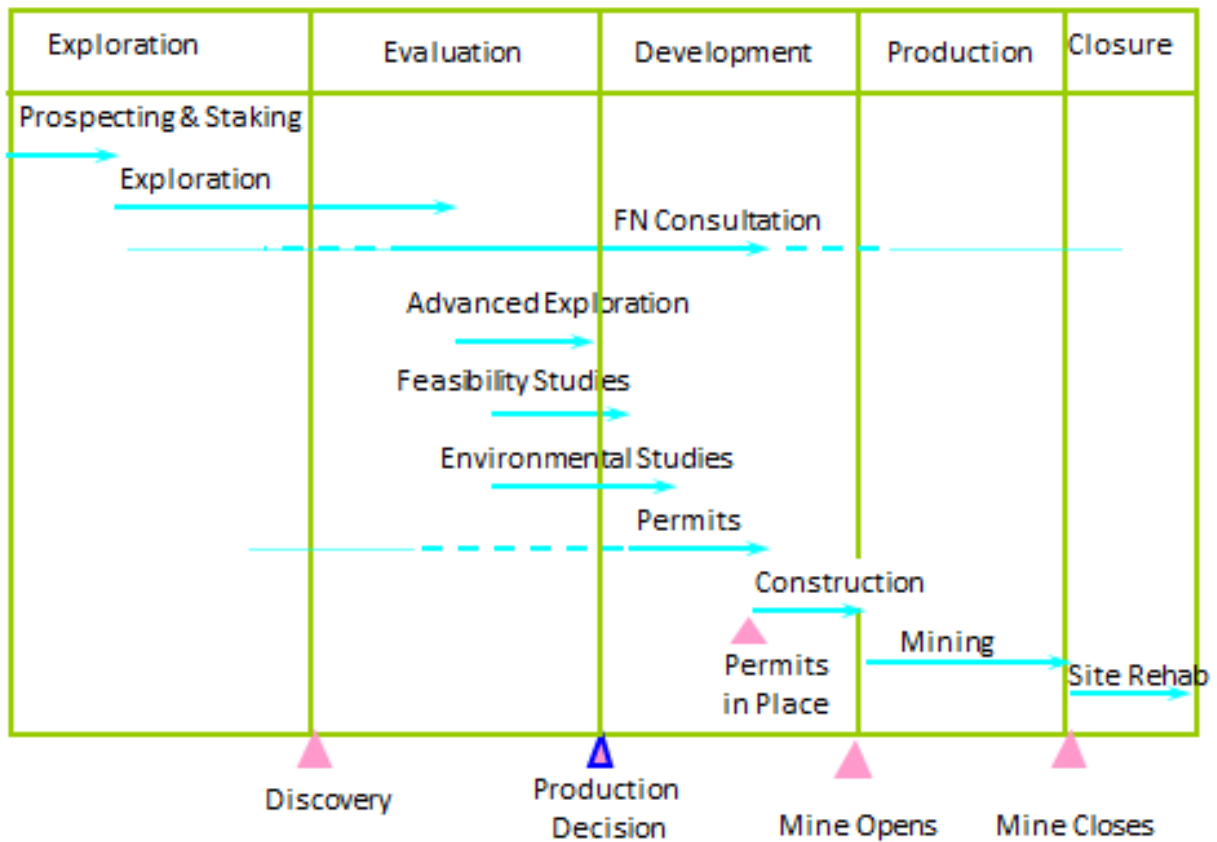 Exploration
Evaluation
Development
Production
Closure
Prospecting & Staking
Exploration
FN Consultation
Advanced Exploration
Feasibility Studies
Environmental Studies
Permits
Construction
Mining
Permits
in Place
Site Rehab
Discovery
Production
Decision
Mine Opens
Mine Closes